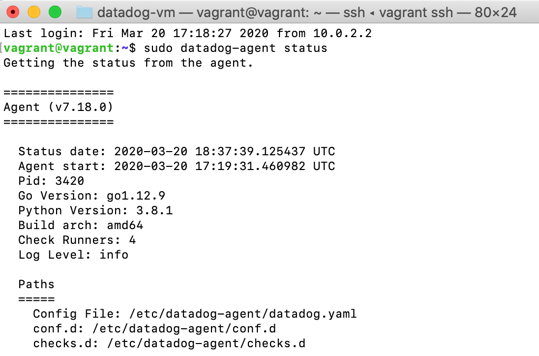 datadog-vm — vagrant@vagrant: ~ — ssh ◂ vagrant ssh — 80×24
Last login: Fri Mar 20 17:18:27 2020 from 10.0.2.2
[vagrant@vagrant:~$ sudo datadog-agent status
Getting the status from the agent.
===============
Agent (v7.18.0)
===============
Status date: 2020-03-20 18:37:39.125437 UTC
Agent start: 2020-03-20 17:19:31.460982 UTC
Pid: 3420
Go Version: go1.12.9
Python Version: 3.8.1
Build arch: amd64
Check Runners: 4
Log Level: info
Paths
=====
Config File: /etc/datadog-agent/datadog.yaml
conf.d: /etc/datadog-agent/conf.d
checks.d: /etc/datadog-agent/checks.d